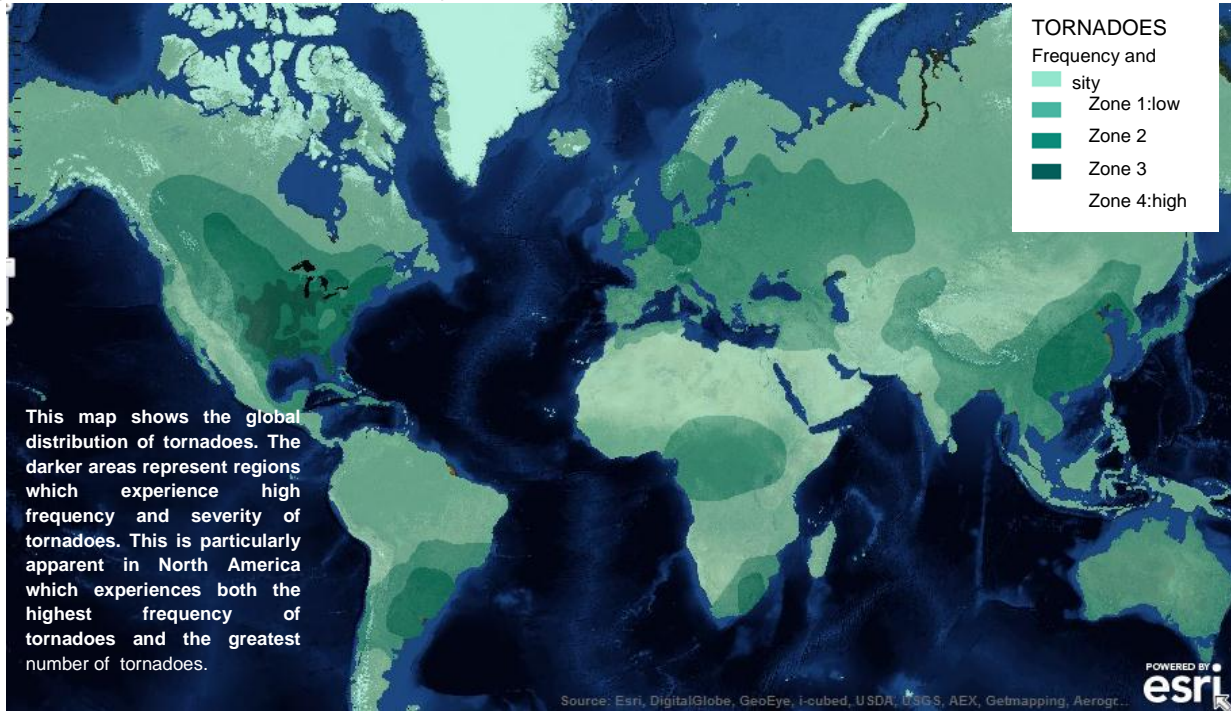 TORNADOES
Frequency and
sity
Zone 1:low
Zone 2
Zone 3
Zone 4:high
This map shows the global
distribution of tornadoes. The
darker areas represent regions
which experience high
frequency and severity of
tornadoes. This is particularly
apparent in North America
which experiences both the
highest frequency of
tornadoes and the greatest
number of tornadoes.
POWERED BY
esri
Source: Esri, DigitalGlobe, GeoEye, i-cubed, USDA, USGS, AEX, Getmapping, Aerogr...